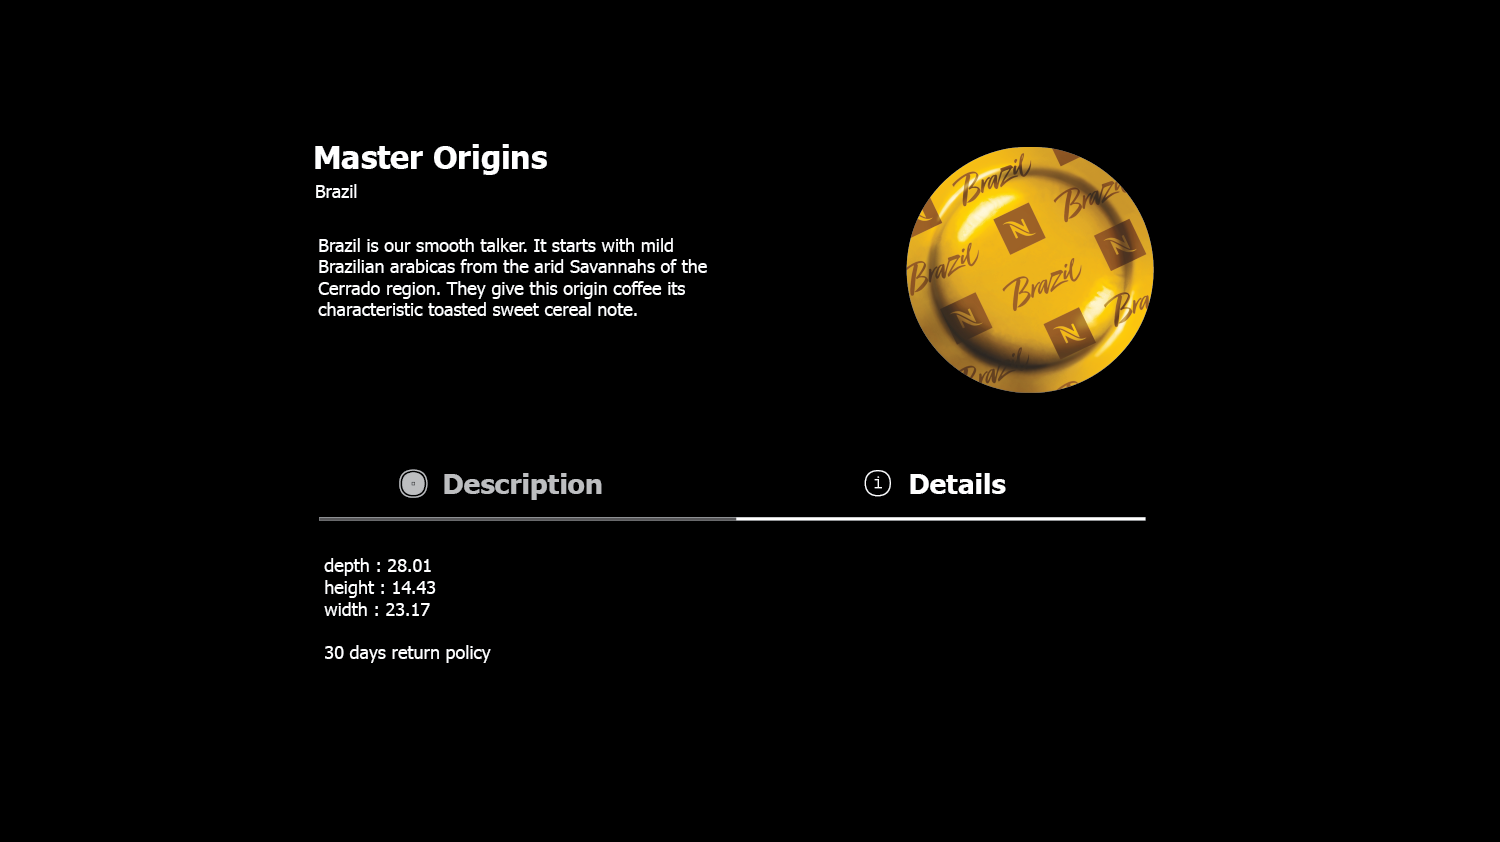 Master Origins
Brazil
Brazil is our smooth talker. It starts with mild
Brazilian arabicas from the arid Savannahs of the
Cerrado region. They give this origin coffee its
characteristic toasted sweet cereal note.
Brazil
Brazil
Brazil
N
N
Brazil
Brazil
N
N
Bra
Brazil
Description
Details
depth : 28.01
height : 14.43
width : 23.17
30 days return policy